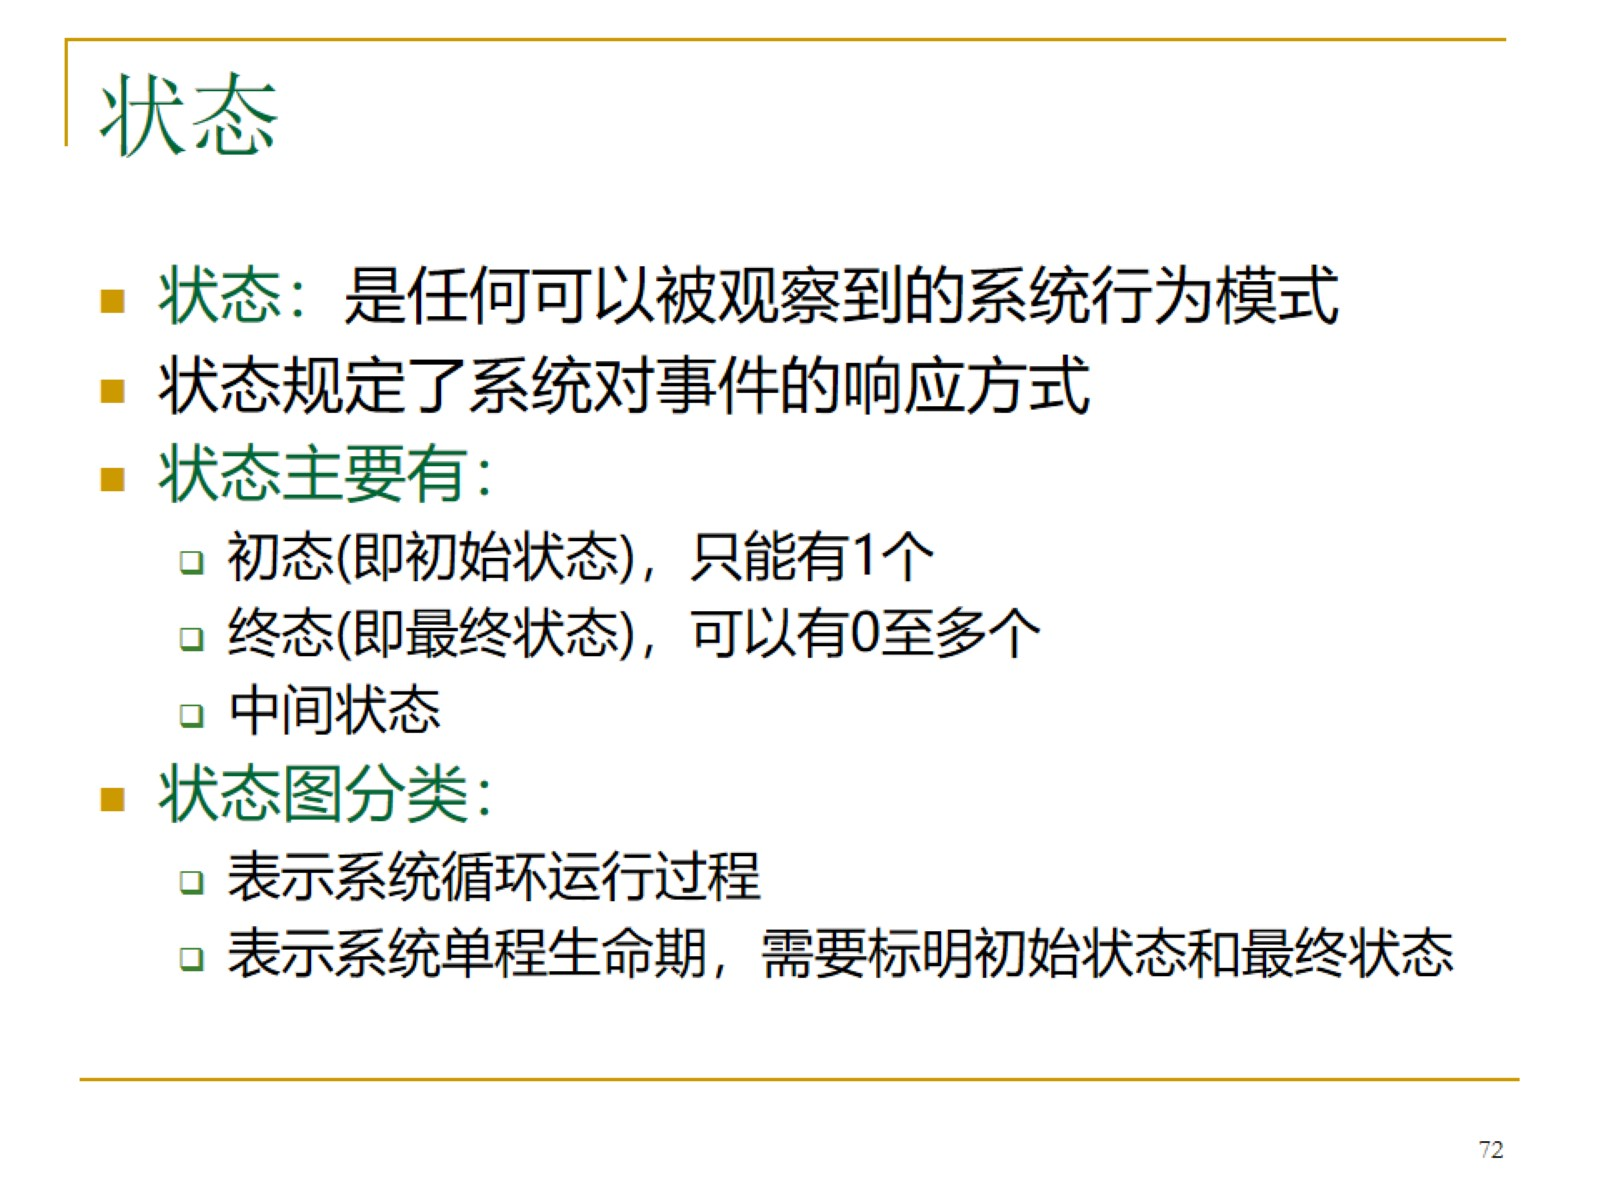 状态
状态：是任何可以被观察到的系统行为模式
状态规定了系统对事件的响应方式
状态主要有：
初态(即初始状态)，只能有1个
终态(即最终状态)，可以有0至多个
中间状态
状态图分类：
表示系统循环运行过程
表示系统单程生命期，需要标明初始状态和最终状态
72